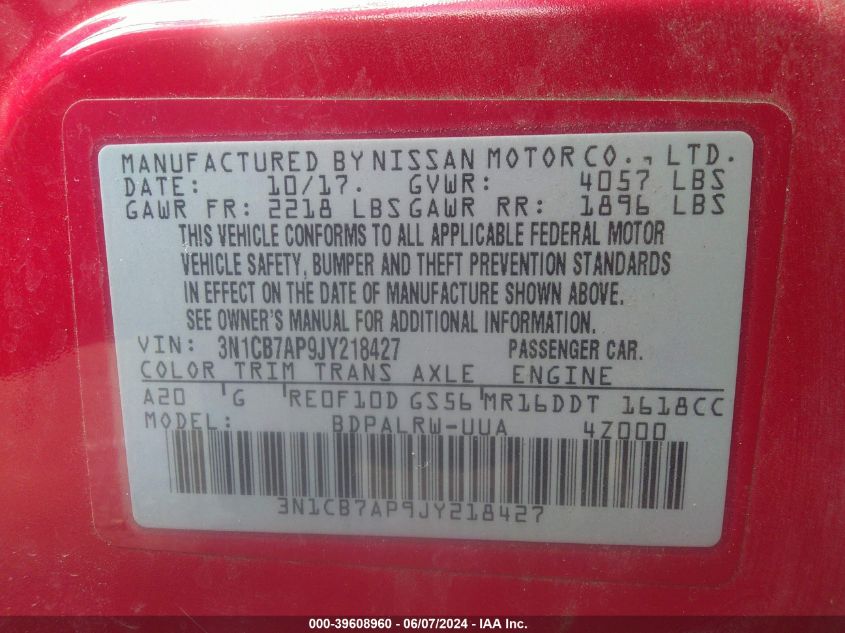 MANUFACTURED BY NISSAN MOTOR CO., LTD.
DATE: 10/17. GVWR: 4057 LBS
GAWR FR: 2218 LBS GAWR RR: 1896 LBS
THIS VEHICLE CONFORMS TO ALL APPLICABLE FEDERAL MOTOR
VEHICLE SAFETY, BUMPER AND THEFT PREVENTION STANDARDS
IN EFFECT ON THE DATE OF MANUFACTURE SHOWN ABOVE.
SEE OWNER'S MANUAL FOR ADDITIONAL INFORMATION.
VIN: 3N1CB7AP9JY218427 PASSENGER CAR.
COLOR TRIM TRANS AXLE ENGINE
A20 'G 'RE0F10D GS56 'MR16DDT 1618CC
MODEL: BDPALRW-UUA 4Z000
3N1CB7AP9JY218427
000-39608960 - 06/07/2024 - IAA Inc.